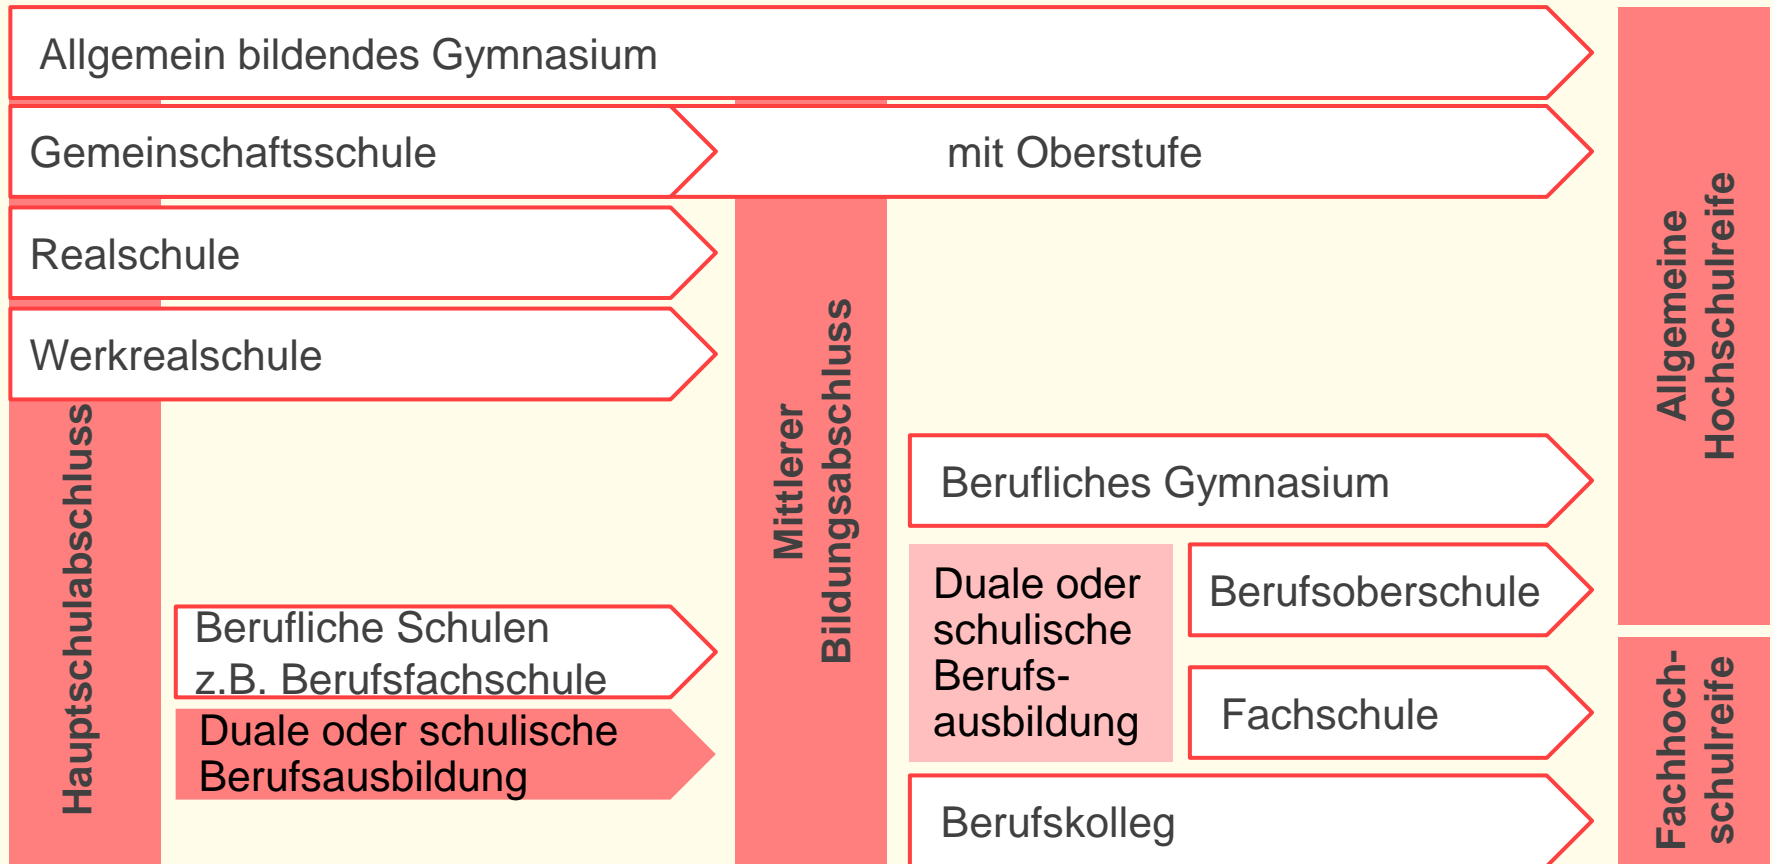 Allgemein bildendes Gymnasium
Gemeinschaftsschule
mit Oberstufe
Realschule
Werkrealschule
Hauptschulabschluss
Berufliche Schulen
z.B. Berufsfachschule
Duale oder schulische
Berufsausbildung
Mittlerer
Bildungsabschluss
Berufliches Gymnasium
Duale oder
schulische
Berufs-
ausbildung
Berufsoberschule
Fachschule
Berufskolleg
Allgemeine
Hochschulreife
Fachhoch-
schulreife